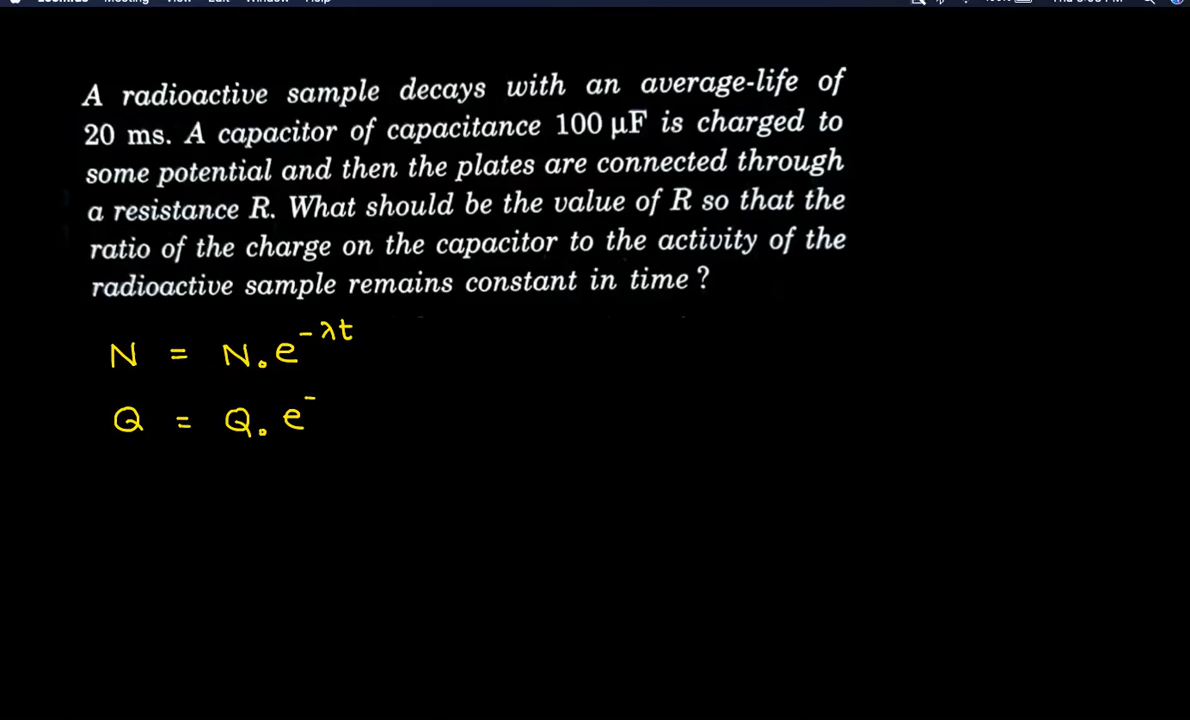 A radioactive sample decays with an average-life of
20 ms. A capacitor of capacitance 100 µF is charged to
some potential and then the plates are connected through
a resistance R. What should be the value of R so that the
ratio of the charge on the capacitor to the activity of the
radioactive sample remains constant in time ?
N = N₀ e^{-λt}
Q = Q₀ e^{-